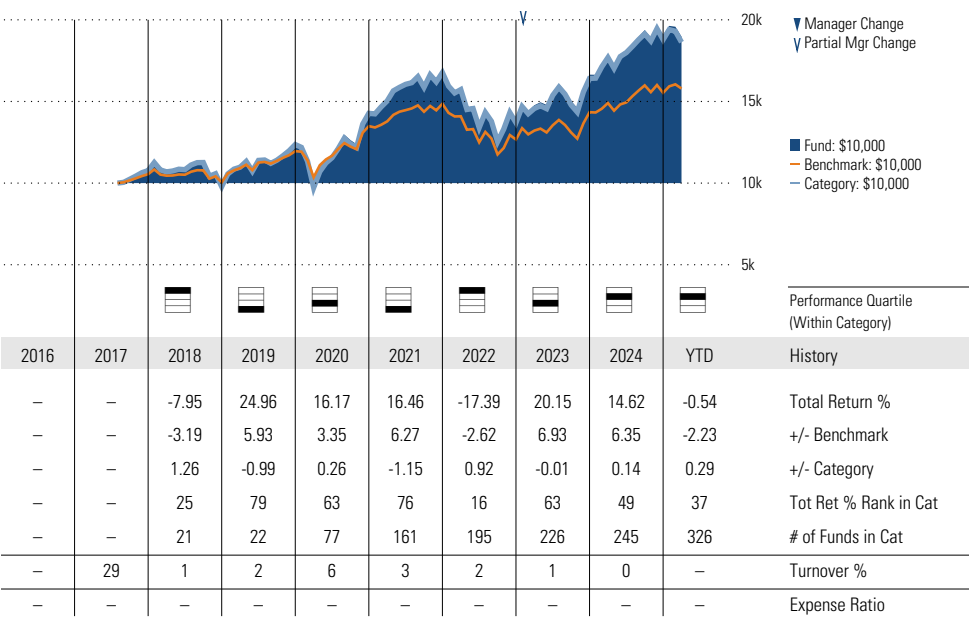 20k
Manager Change
Partial Mgr Change
15k
Fund: $10,000
Benchmark: $10,000
10k
Category: $10,000
5k
Performance Quartile
(Within Category)
2016 2017 2018 2019 2020 2021 2022 2023 2024 YTD History
– – -7.95 24.96 16.17 16.46 -17.39 20.15 14.62 -0.54 Total Return %
– – -3.19 5.93 3.35 6.27 -2.62 6.93 6.35 -2.23 +/- Benchmark
– – 1.26 -0.99 0.26 -1.15 0.92 -0.01 0.14 0.29 +/- Category
– – 25 79 63 76 16 63 49 37 Tot Ret % Rank in Cat
– – 21 22 77 161 195 226 245 326 # of Funds in Cat
– 29 1 2 6 3 2 1 0 – Turnover %
– – – – – – – – – – Expense Ratio